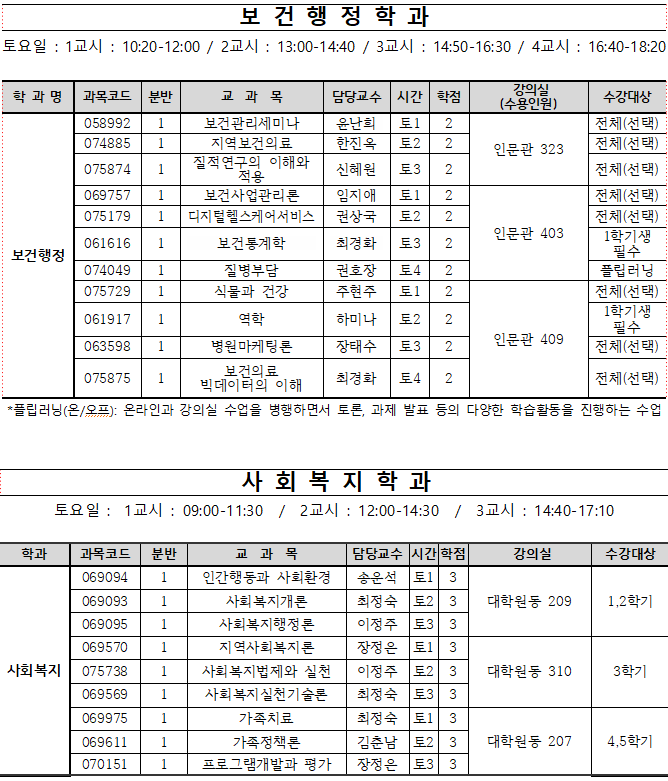 보 건 행 정 학 과
토요일 : 1교시 : 10:20-12:00 / 2교시 : 13:00-14:40 / 3교시 : 14:50-16:30 / 4교시 : 16:40-18:20
학 과 명 과목코드 분반 교 과 목 담당교수 시간 학점 강의실 (수용인원) 수강대상
보건행정
058992 1 보건관리세미나 윤난희 토1 2 인문관 323 전체(선택)
074885 1 지역보건의료 한진옥 토2 2 전체(선택)
075874 1 질적연구의 이해와 적용 신혜원 토3 2 전체(선택)
069757 1 보건사업관리론 임지애 토1 2 인문관 403 전체(선택)
075179 1 디지털헬스케어서비스 권상국 토2 2 전체(선택)
061616 1 보건통계학 최경화 토3 2 1학기생 필수
074049 1 질병부담 권호장 토4 2 플립러닝
075729 1 식물과 건강 주현주 토1 2 인문관 409 전체(선택)
061917 1 역학 하미나 토2 2 1학기생 필수
063598 1 병원마케팅론 장태수 토3 2 전체(선택)
075875 1 보건의료 빅데이터의 이해 최경화 토4 2 전체(선택)
*플립러닝(온/오프): 온라인과 강의실 수업을 병행하면서 토론, 과제 발표 등의 다양한 학습활동을 진행하는 수업
사 회 복 지 학 과
토요일 : 1교시 : 09:00-11:30 / 2교시 : 12:00-14:30 / 3교시 : 14:40-17:10
학과 과목코드 분반 교 과 목 담당교수 시간 학점 강의실 수강대상
사회복지
069094 1 인간행동과 사회환경 송운석 토1 3 대학원동 209 1,2학기
069093 1 사회복지개론 최정숙 토2 3
069095 1 사회복지행정론 이정주 토3 3
069570 1 지역사회복지론 장정은 토1 3 대학원동 310 3학기
075738 1 사회복지법제와 실천 이정주 토2 3
069569 1 사회복지실천기술론 최정숙 토3 3
069975 1 가족치료 최정숙 토1 3 대학원동 207 4,5학기
069611 1 가족정책론 김춘남 토2 3
070151 1 프로그램개발과 평가 장정은 토3 3